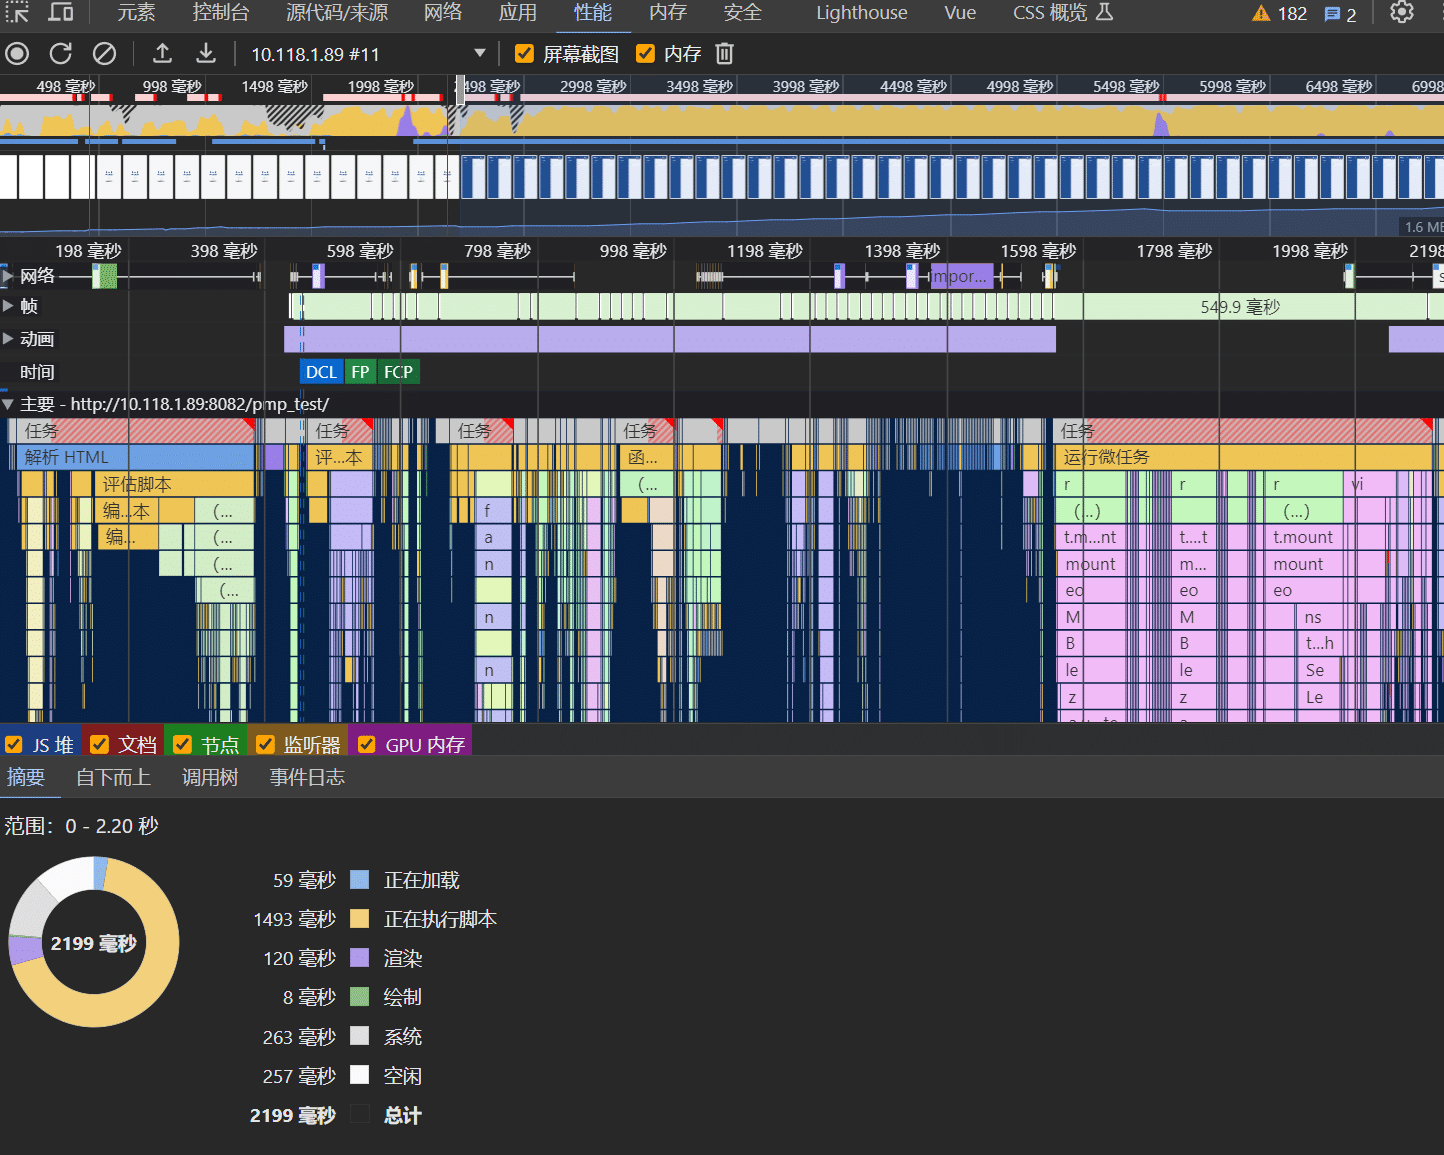 元素 控制台 源代码/来源 网络 应用 性能 内存 安全 Lighthouse Vue CSS 概览 182 2
10.118.1.89 #11 屏幕截图 内存
498 毫秒 998 毫秒 1498 毫秒 1998 毫秒 2498 毫秒 2998 毫秒 3498 毫秒 3998 毫秒 4498 毫秒 4998 毫秒 5498 毫秒 5998 毫秒 6498 毫秒 6998
1.6 MB
198 毫秒 398 毫秒 598 毫秒 798 毫秒 998 毫秒 1198 毫秒 1398 毫秒 1598 毫秒 1798 毫秒 1998 毫秒 2198
网络 impor... s
帧 549.9 毫秒
动画
时间 DCL FP FCP
主要 - http://10.118.1.89:8082/pmp_test/
任务 任务 任务 任务 任务
解析 HTML 评...本 函... 运行微任务
评估脚本 (... r r r vi
编...本 (... f (...) (...)
编... (... a t.m...nt t....t t.mount
(... n mount m... mount
(... eo eo eo
n M M ns
B B t...h
n le le Se
z z Le
JS 堆 文档 节点 监听器 GPU 内存
摘要 自下而上 调用树 事件日志
范围：0 - 2.20 秒
2199 毫秒
59 毫秒 正在加载
1493 毫秒 正在执行脚本
120 毫秒 渲染
8 毫秒 绘制
263 毫秒 系统
257 毫秒 空闲
2199 毫秒 总计